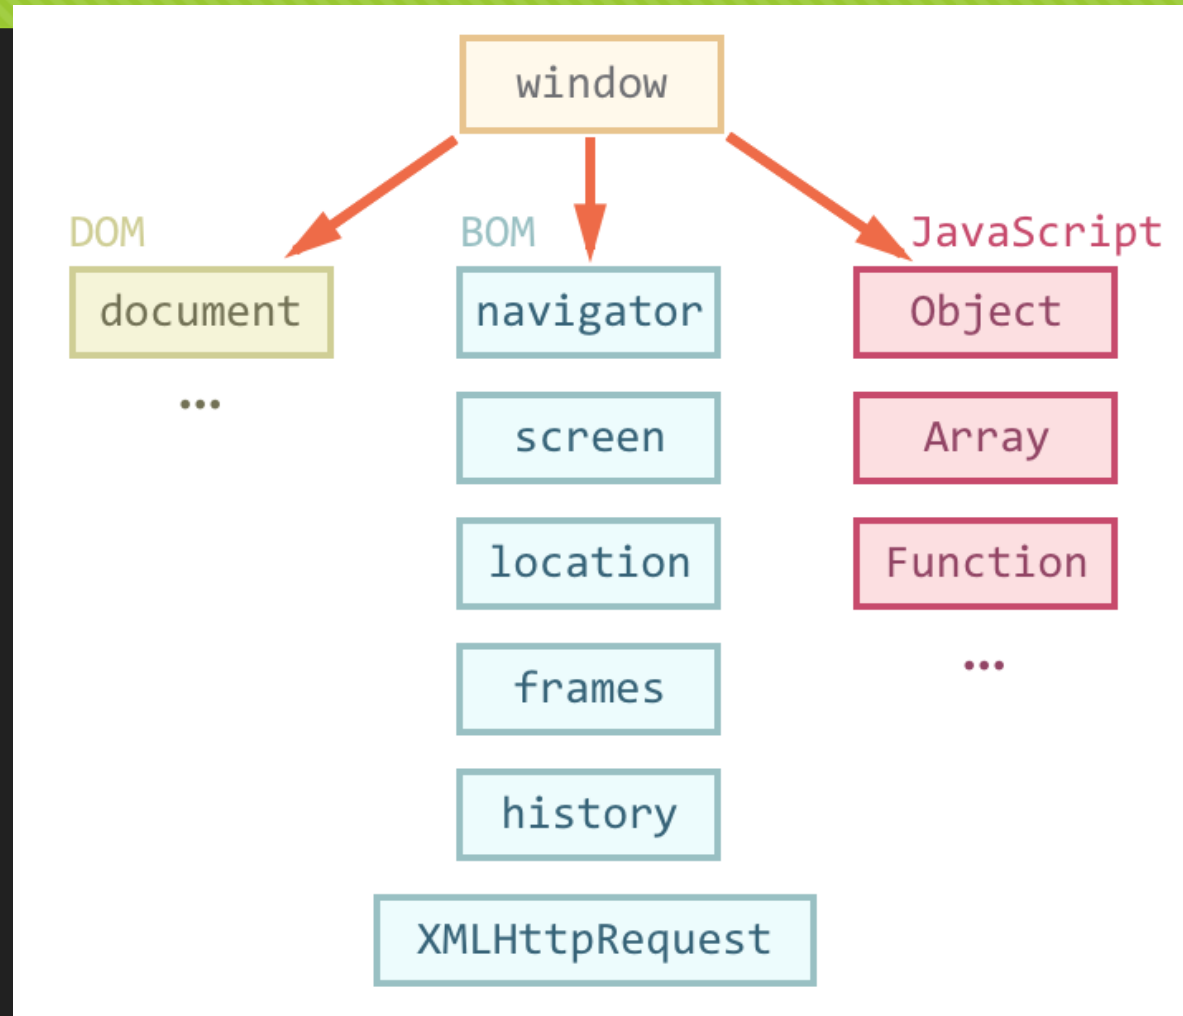 window
DOM
BOM
JavaScript
document
navigator
Object
...
screen
Array
location
Function
frames
...
history
XMLHttpRequest